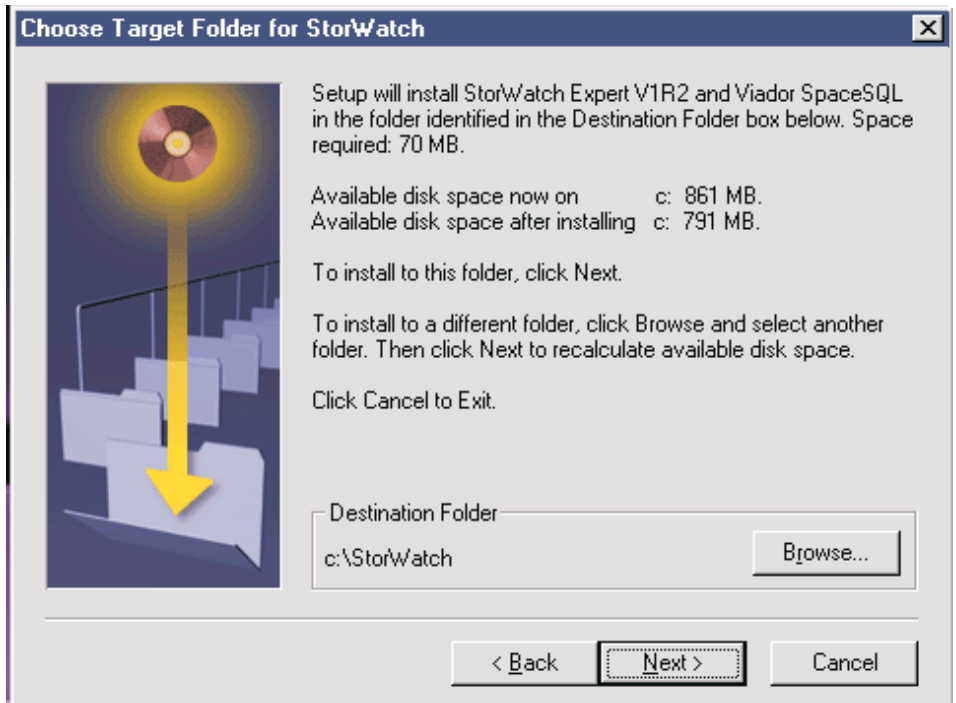 Choose Target Folder for StorWatch
Setup will install StorWatch Expert V1R2 and Viador SpaceSQL
in the folder identified in the Destination Folder box below. Space
required: 70 MB.
Available disk space now on c: 861 MB.
Available disk space after installing c: 791 MB.
To install to this folder, click Next.
To install to a different folder, click Browse and select another
folder. Then click Next to recalculate available disk space.
Click Cancel to Exit.
Destination Folder
c:\StorWatch
Browse...
< Back
Next >
Cancel